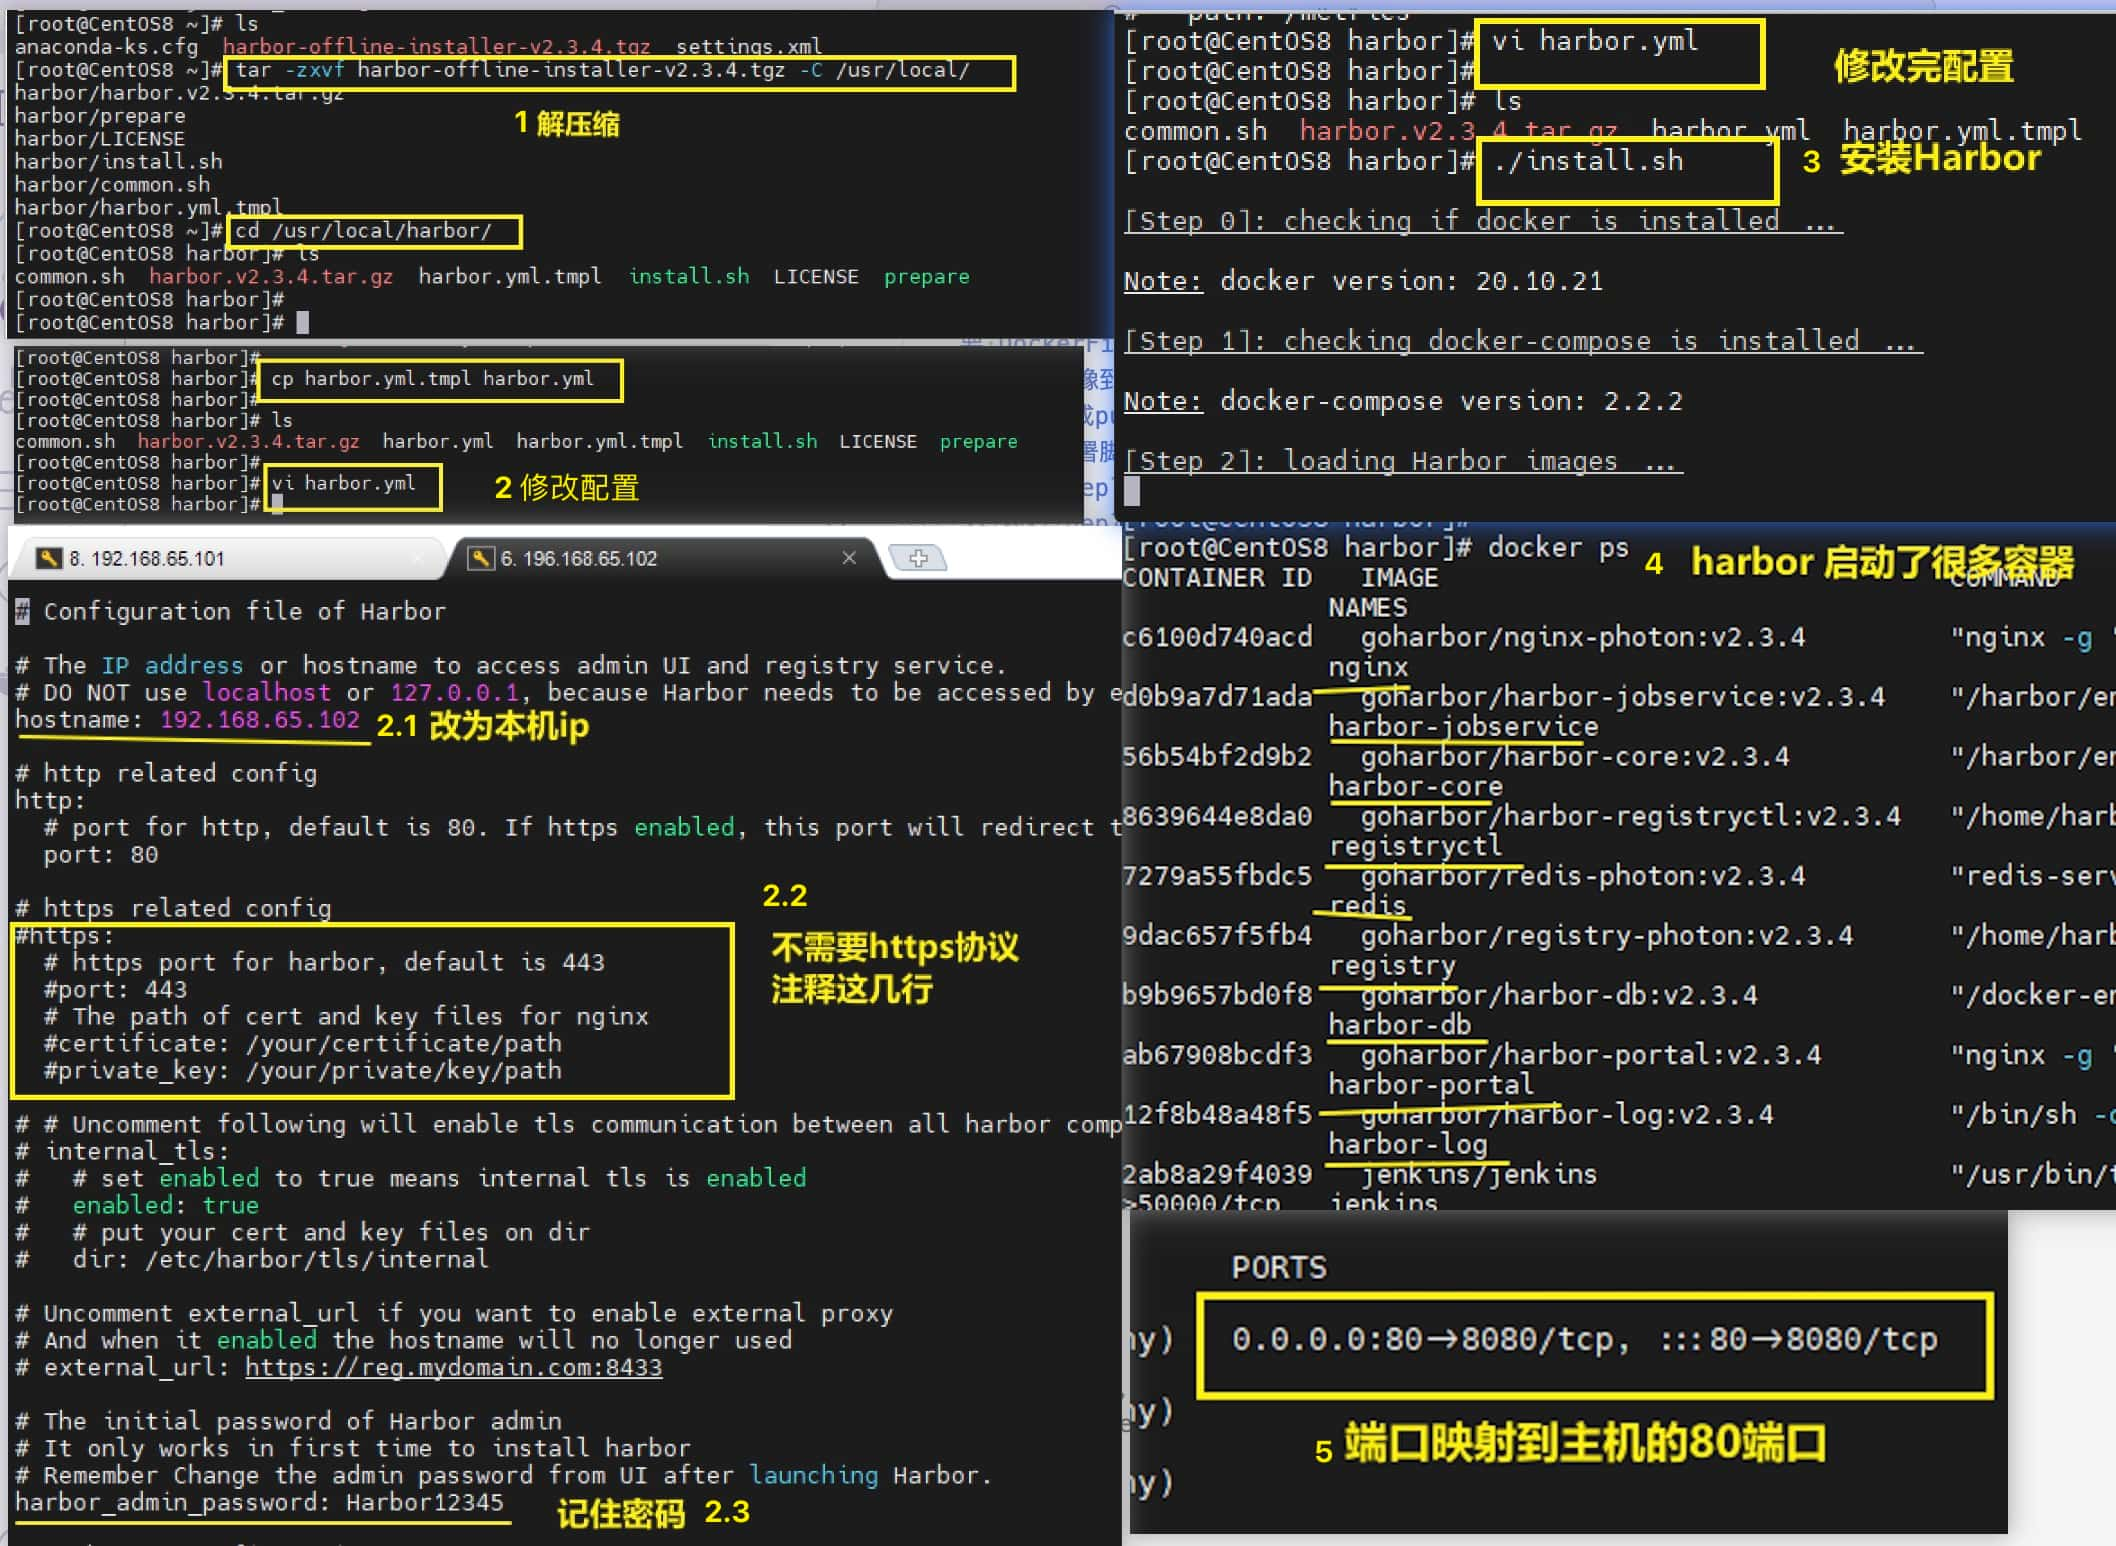 [root@CentOS8 ~]# ls
anaconda-ks.cfg  harbor-offline-installer-v2.3.4.tgz  settings.xml
[root@CentOS8 ~]# tar -zxvf harbor-offline-installer-v2.3.4.tgz -C /usr/local/
harbor/harbor.v2.3.4.tar.gz
1 解压缩
harbor/prepare
harbor/LICENSE
harbor/install.sh
harbor/common.sh
harbor/harbor.yml.tmpl
[root@CentOS8 ~]# cd /usr/local/harbor/
[root@CentOS8 harbor]# ls
common.sh  harbor.v2.3.4.tar.gz  harbor.yml.tmpl  install.sh  LICENSE  prepare
[root@CentOS8 harbor]#
[root@CentOS8 harbor]#
[root@CentOS8 harbor]#
[root@CentOS8 harbor]# cp harbor.yml.tmpl harbor.yml
[root@CentOS8 harbor]#
[root@CentOS8 harbor]# ls
common.sh  harbor.v2.3.4.tar.gz  harbor.yml  harbor.yml.tmpl  install.sh  LICENSE  prepare
[root@CentOS8 harbor]#
[root@CentOS8 harbor]# vi harbor.yml
[root@CentOS8 harbor]#
2 修改配置
8. 192.168.65.101
6. 196.168.65.102
# Configuration file of Harbor
# The IP address or hostname to access admin UI and registry service.
# DO NOT use localhost or 127.0.0.1, because Harbor needs to be accessed by e
hostname: 192.168.65.102
2.1 改为本机ip
# http related config
http:
# port for http, default is 80. If https enabled, this port will redirect t
port: 80
# https related config
#https:
# https port for harbor, default is 443
#port: 443
# The path of cert and key files for nginx
#certificate: /your/certificate/path
#private_key: /your/private/key/path
2.2
不需要https协议
注释这几行
# # Uncomment following will enable tls communication between all harbor comp
# internal_tls:
#   # set enabled to true means internal tls is enabled
#   enabled: true
#   # put your cert and key files on dir
#   dir: /etc/harbor/tls/internal
# Uncomment external_url if you want to enable external proxy
# And when it enabled the hostname will no longer used
# external_url: https://reg.mydomain.com:8433
# The initial password of Harbor admin
# It only works in first time to install harbor
# Remember Change the admin password from UI after launching Harbor.
harbor_admin_password: Harbor12345
记住密码 2.3
#   path: /metrics
[root@CentOS8 harbor]# vi harbor.yml
修改完配置
[root@CentOS8 harbor]#
[root@CentOS8 harbor]# ls
common.sh  harbor.v2.3.4.tar.gz  harbor.yml  harbor.yml.tmpl
[root@CentOS8 harbor]# ./install.sh
3 安装Harbor
[Step 0]: checking if docker is installed ...
Note: docker version: 20.10.21
[Step 1]: checking docker-compose is installed ...
Note: docker-compose version: 2.2.2
[Step 2]: loading Harbor images ...
[root@CentOS8 harbor]# docker ps
4 harbor 启动了很多容器
CONTAINER ID   IMAGE   COMMAND
NAMES
c6100d740acd   goharbor/nginx-photon:v2.3.4   "nginx -g '
nginx
d0b9a7d71ada   goharbor/harbor-jobservice:v2.3.4   "/harbor/en
harbor-jobservice
56b54bf2d9b2   goharbor/harbor-core:v2.3.4   "/harbor/en
harbor-core
8639644e8da0   goharbor/harbor-registryctl:v2.3.4   "/home/harb
registryctl
7279a55fbdc5   goharbor/redis-photon:v2.3.4   "redis-serv
redis
9dac657f5fb4   goharbor/registry-photon:v2.3.4   "/home/harb
registry
b9b9657bd0f8   goharbor/harbor-db:v2.3.4   "/docker-en
harbor-db
ab67908bcdf3   goharbor/harbor-portal:v2.3.4   "nginx -g '
harbor-portal
12f8b48a48f5   goharbor/harbor-log:v2.3.4   "/bin/sh -c
harbor-log
2ab8a29f4039   jenkins/jenkins   "/usr/bin/t
>50000/tcp   jenkins
PORTS
hy)   0.0.0.0:80->8080/tcp, :::80->8080/tcp
hy)
5 端口映射到主机的80端口
hy)